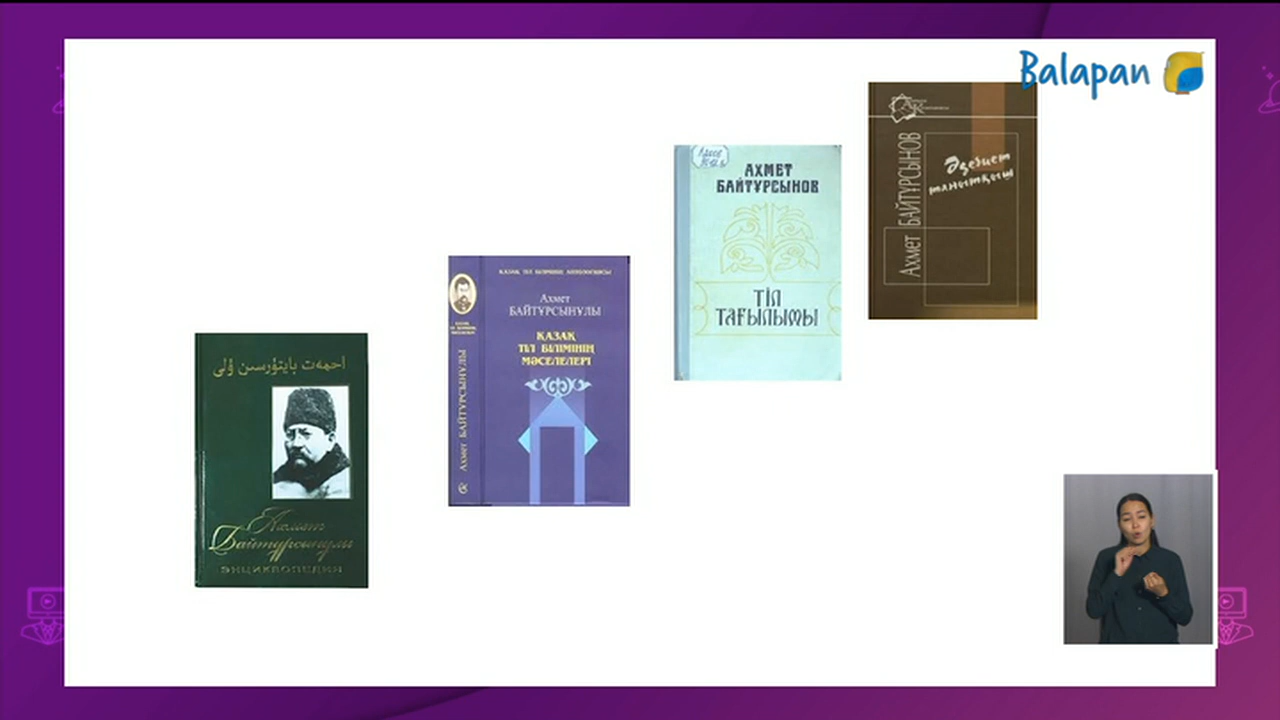 Balapan
احمەت بايتۇرسىن ۇلى
Ахмет
Байтұрсынұлы
ЭНЦИКЛОПЕДИЯ
ҚАЗАҚ ТІЛ БІЛІМІНІҢ АНТОЛОГИЯСЫ
Ахмет
БАЙТҰРСЫНҰЛЫ
ҚАЗАҚ
ТІЛ БІЛІМІНІҢ
МӘСЕЛЕЛЕРІ
Ахмет БАЙТҰРСЫНҰЛЫ
АХМЕТ
БАЙТҰРСЫНОВ
ТІЛ
ТАҒЫЛЫМЫ
Ахмет БАЙТҰРСЫНОВ
Әдебиет
танытқыш